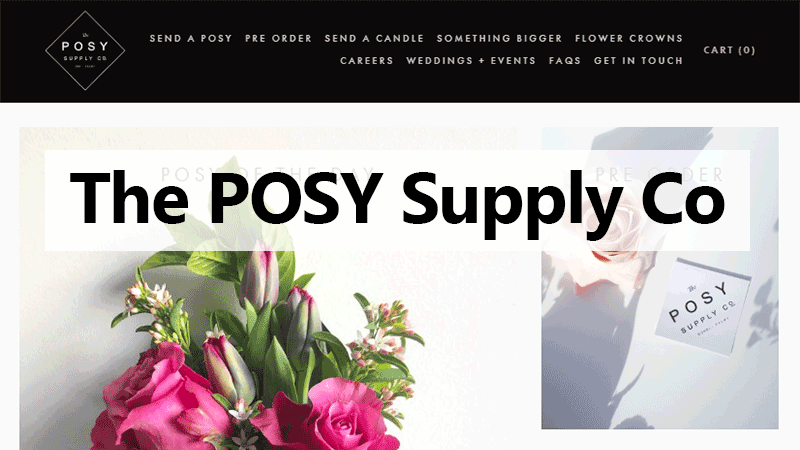 The
POSY
SUPPLY CO
SEND A POSY PRE ORDER SEND A CANDLE SOMETHING BIGGER FLOWER CROWNS
CAREERS WEDDINGS + EVENTS FAQS GET IN TOUCH
CART (0)
POSY OF THE DAY
PRE ORDER
The POSY Supply Co
The
POSY
SUPPLY CO